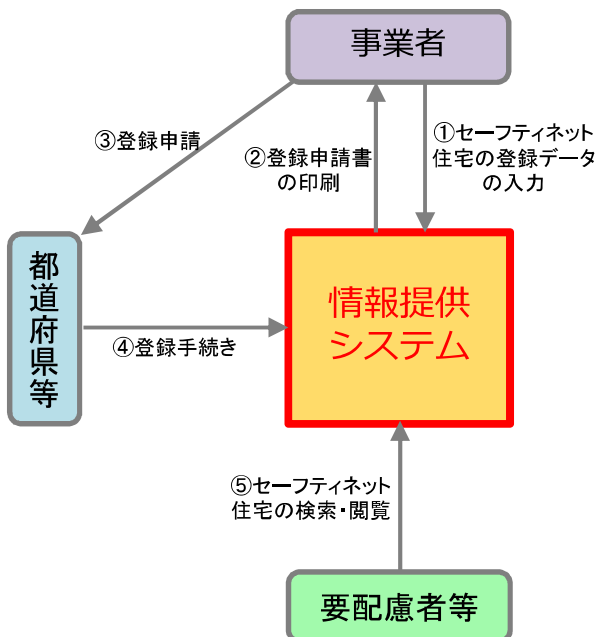 事業者
③登録申請
②登録申請書
の印刷
①セーフティネット
住宅の登録データ
の入力
都道府県等
情報提供
システム
④登録手続き
⑤セーフティネット
住宅の検索・閲覧
要配慮者等